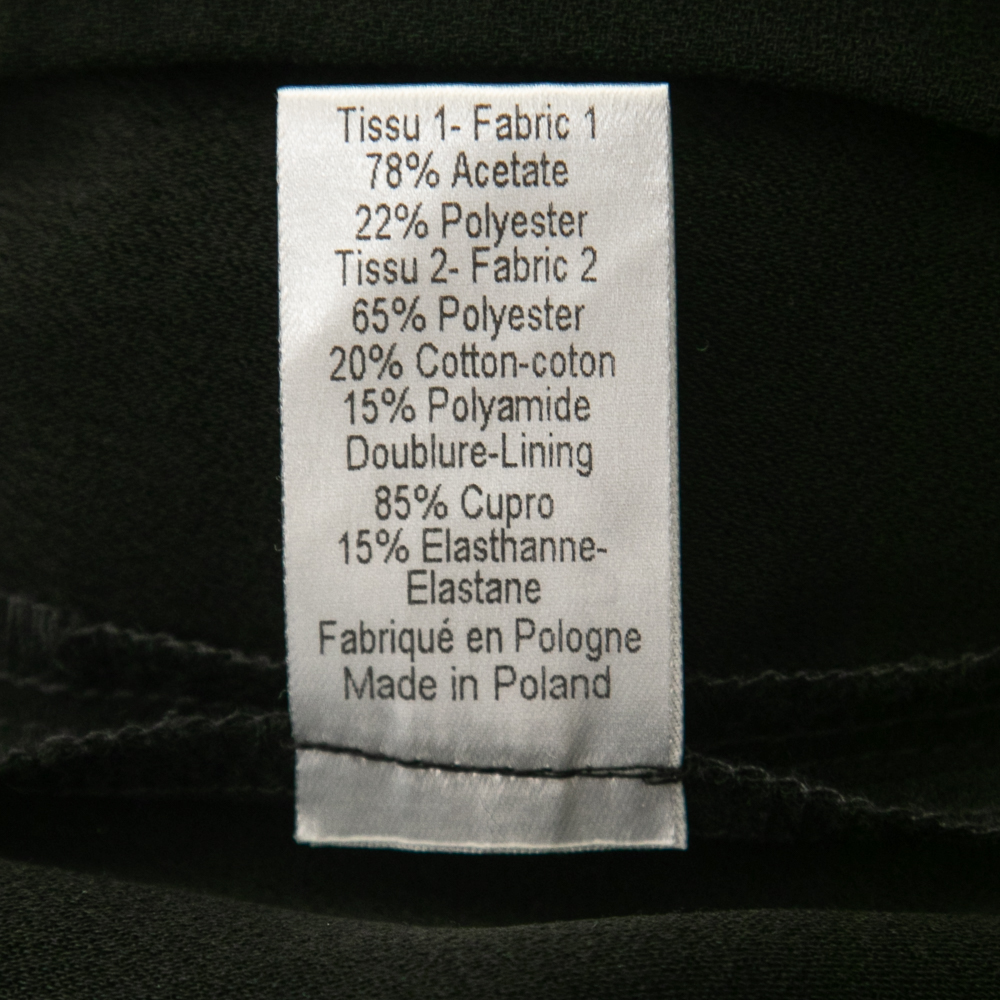 Tissu 1- Fabric 1
78% Acetate
22% Polyester
Tissu 2- Fabric 2
65% Polyester
20% Cotton-coton
15% Polyamide
Doublure-Lining
85% Cupro
15% Elasthanne-
Elastane
Fabriqué en Pologne
Made in Poland